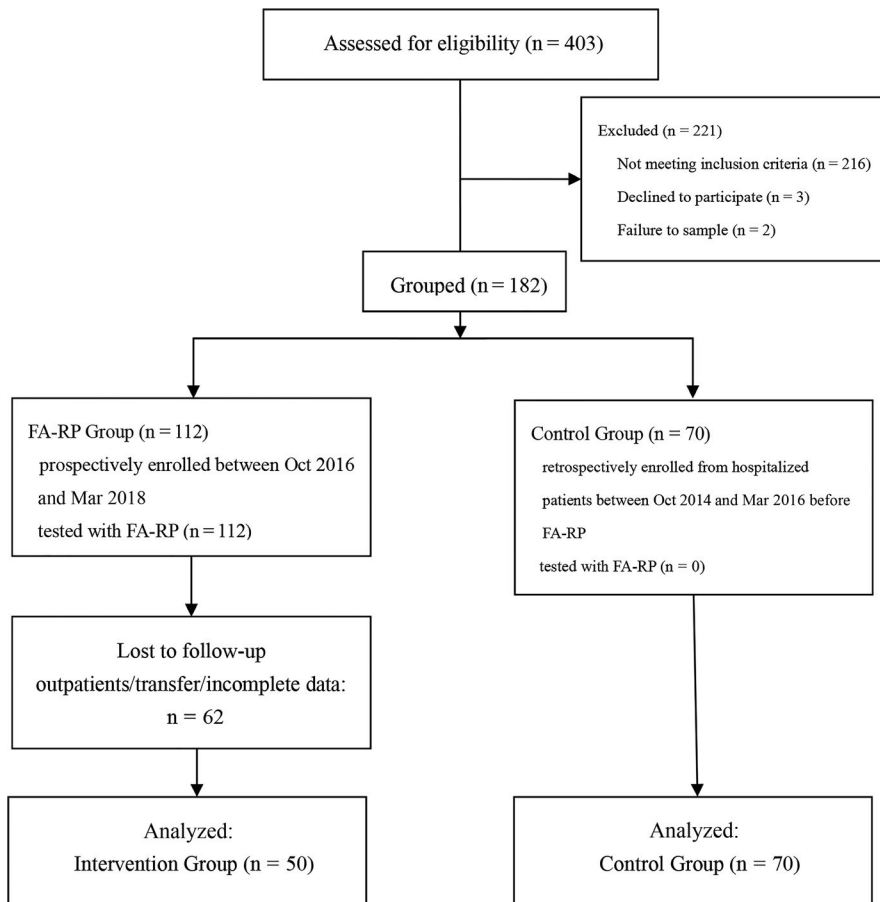 Assessed for eligibility (n = 403)
Excluded (n = 221)
Not meeting inclusion criteria (n = 216)
Declined to participate (n = 3)
Failure to sample (n = 2)
Grouped (n = 182)
FA-RP Group (n = 112)
prospectively enrolled between Oct 2016
and Mar 2018
tested with FA-RP (n = 112)
Control Group (n = 70)
retrospectively enrolled from hospitalized
patients between Oct 2014 and Mar 2016 before
FA-RP
tested with FA-RP (n = 0)
Lost to follow-up
outpatients/transfer/incomplete data:
n = 62
Analyzed:
Intervention Group (n = 50)
Analyzed:
Control Group (n = 70)